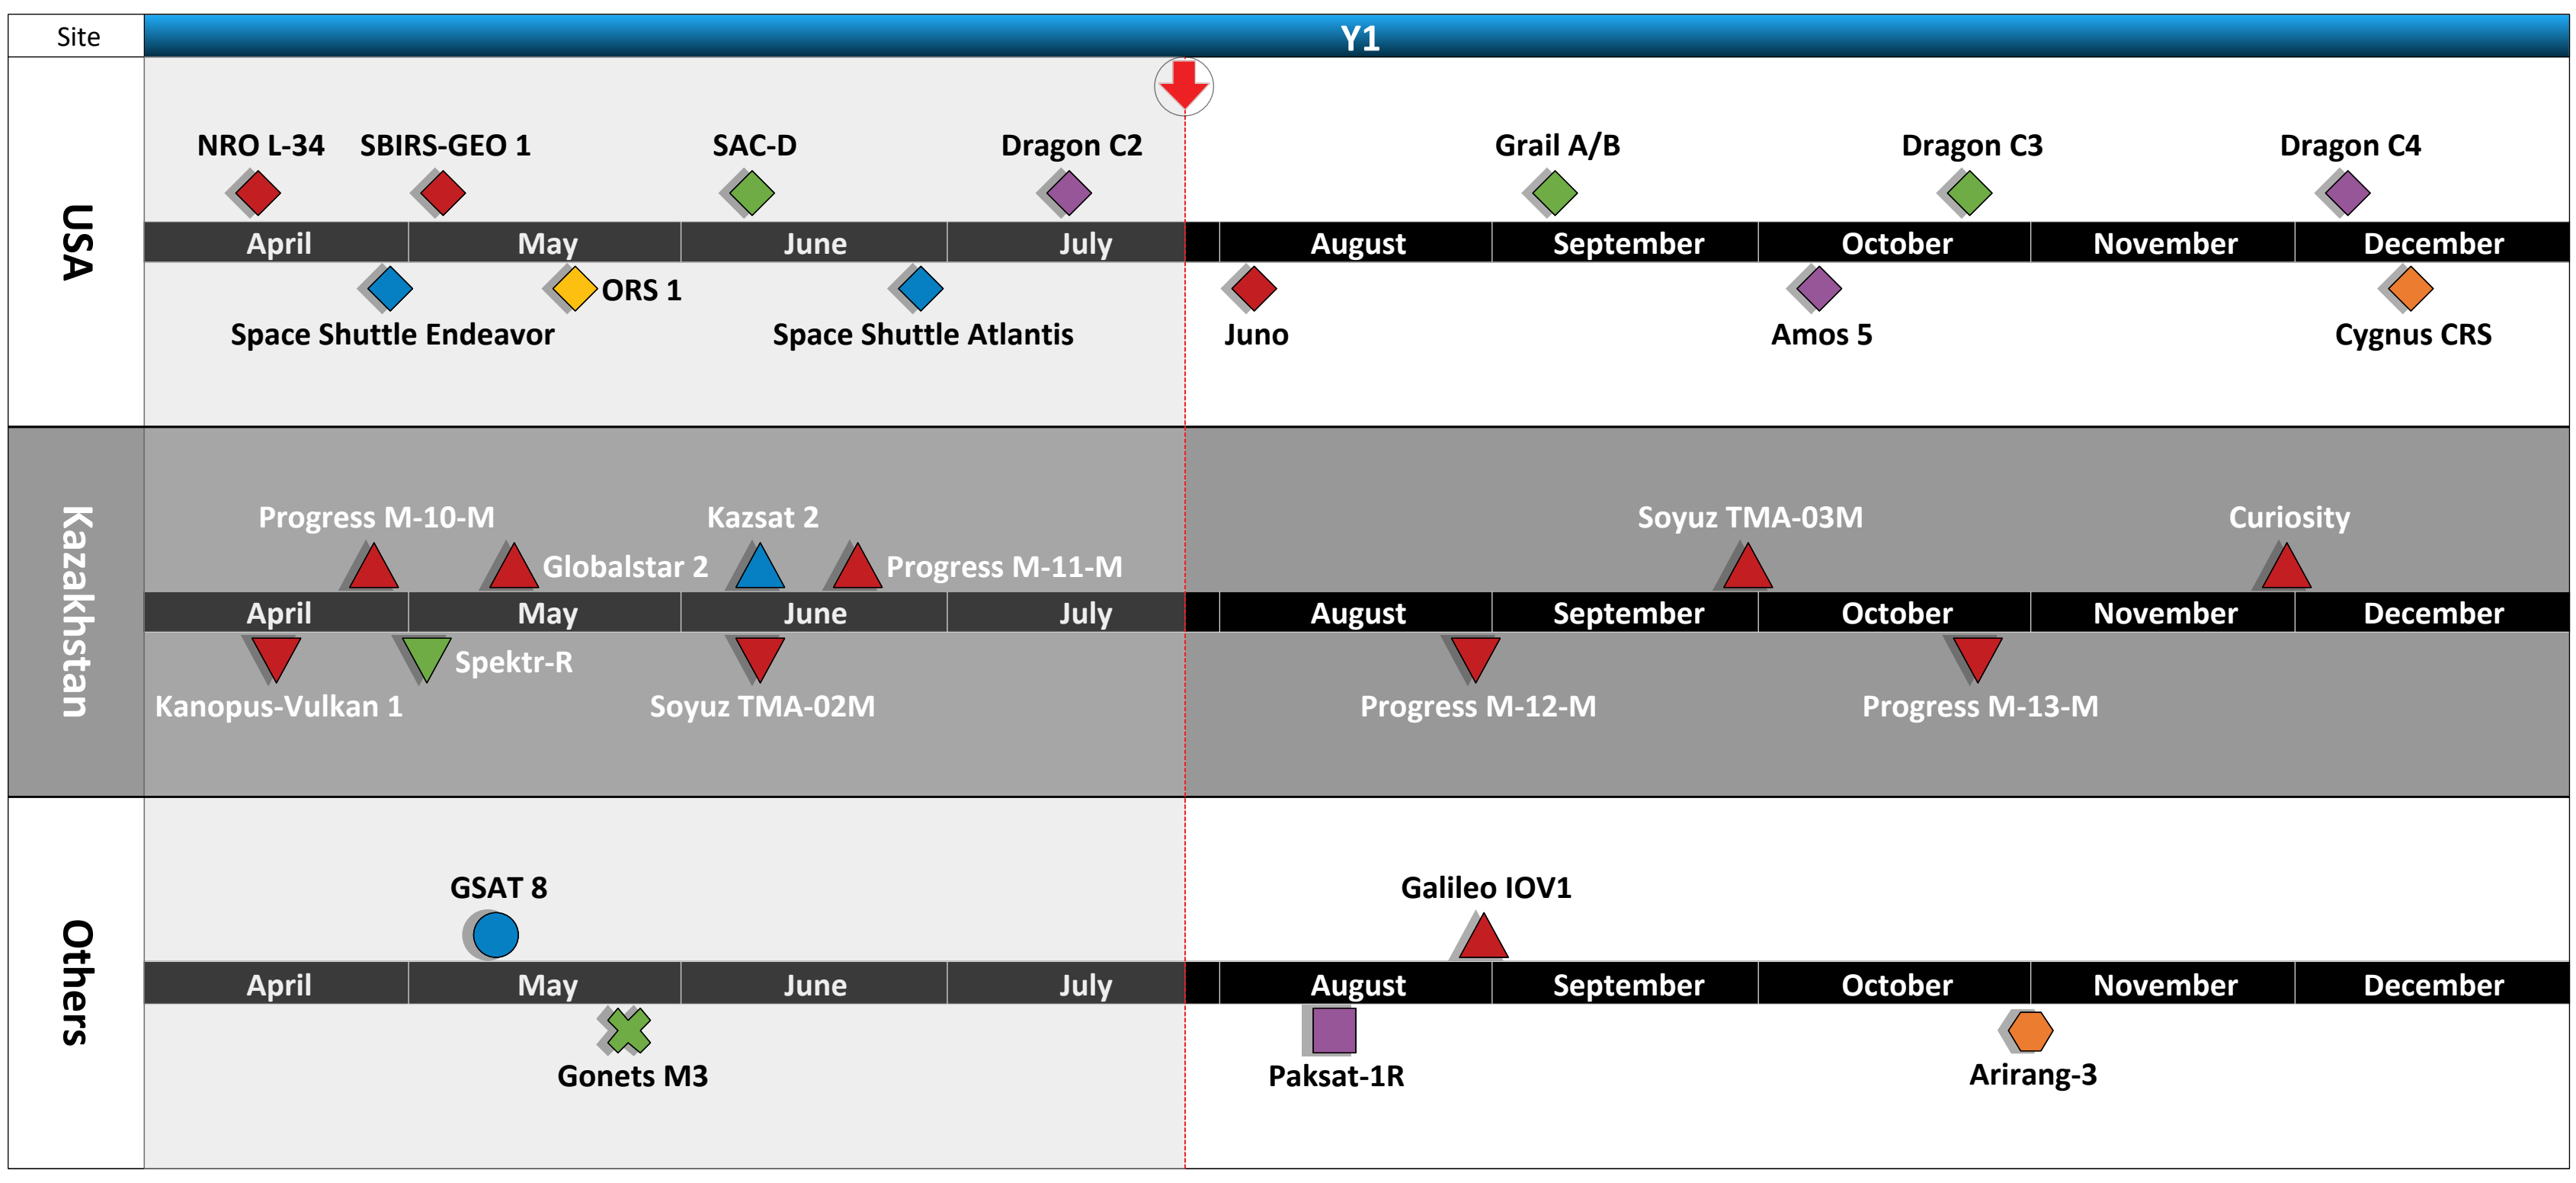 Site
Y1
USA
NRO L-34
SBIRS-GEO 1
SAC-D
Dragon C2
Grail A/B
Dragon C3
Dragon C4
April
May
June
July
August
September
October
November
December
ORS 1
Space Shuttle Endeavor
Space Shuttle Atlantis
Juno
Amos 5
Cygnus CRS
Kazakhstan
Progress M-10-M
Kazsat 2
Soyuz TMA-03M
Curiosity
Globalstar 2
Progress M-11-M
April
May
June
July
August
September
October
November
December
Spektr-R
Kanopus-Vulkan 1
Soyuz TMA-02M
Progress M-12-M
Progress M-13-M
Others
GSAT 8
Galileo IOV1
April
May
June
July
August
September
October
November
December
Gonets M3
Paksat-1R
Arirang-3